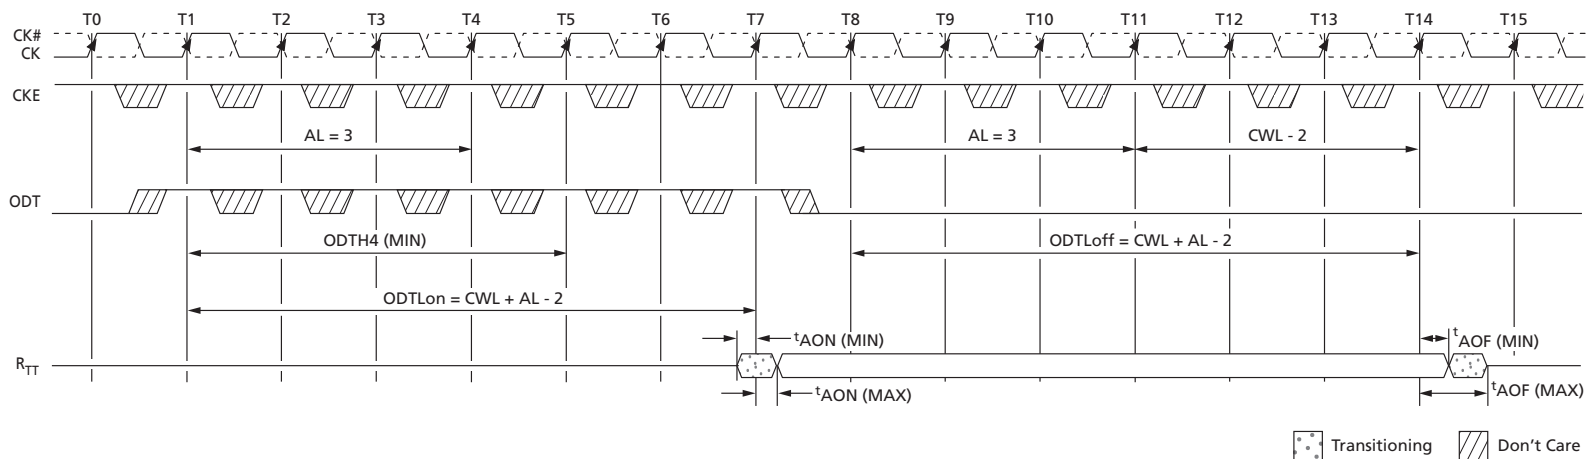 T0 T1 T2 T3 T4 T5 T6 T7 T8 T9 T10 T11 T12 T13 T14 T15
CK#
CK
CKE
AL = 3 AL = 3 CWL - 2
ODT
ODTH4 (MIN) ODTLoff = CWL + AL - 2
ODTLon = CWL + AL - 2
tAON (MIN) tAOF (MIN)
RTT
tAON (MAX) tAOF (MAX)
Transitioning Don't Care